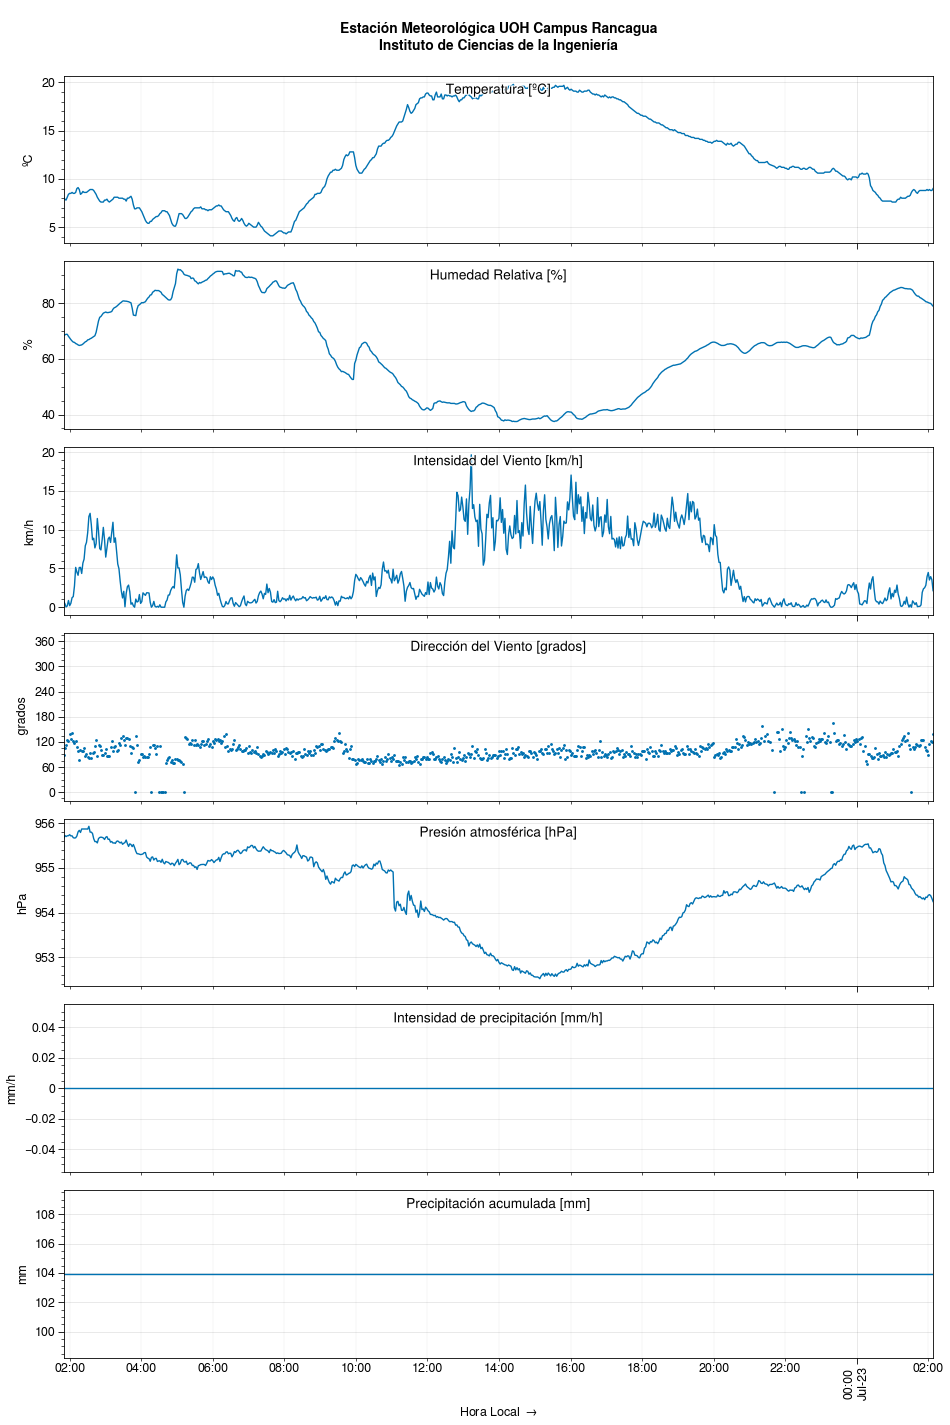 Estación Meteorológica UOH Campus Rancagua
Instituto de Ciencias de la Ingeniería
Temperatura [ºC]
ºC
20
15
10
5
Humedad Relativa [%]
%
80
60
40
Intensidad del Viento [km/h]
km/h
20
15
10
5
0
Dirección del Viento [grados]
grados
360
300
240
180
120
60
0
Presión atmosférica [hPa]
hPa
956
955
954
953
Intensidad de precipitación [mm/h]
mm/h
0.04
0.02
0
−0.02
−0.04
Precipitación acumulada [mm]
mm
108
106
104
102
100
02:00 04:00 06:00 08:00 10:00 12:00 14:00 16:00 18:00 20:00 22:00 00:00 02:00
Jul-23
Hora Local →